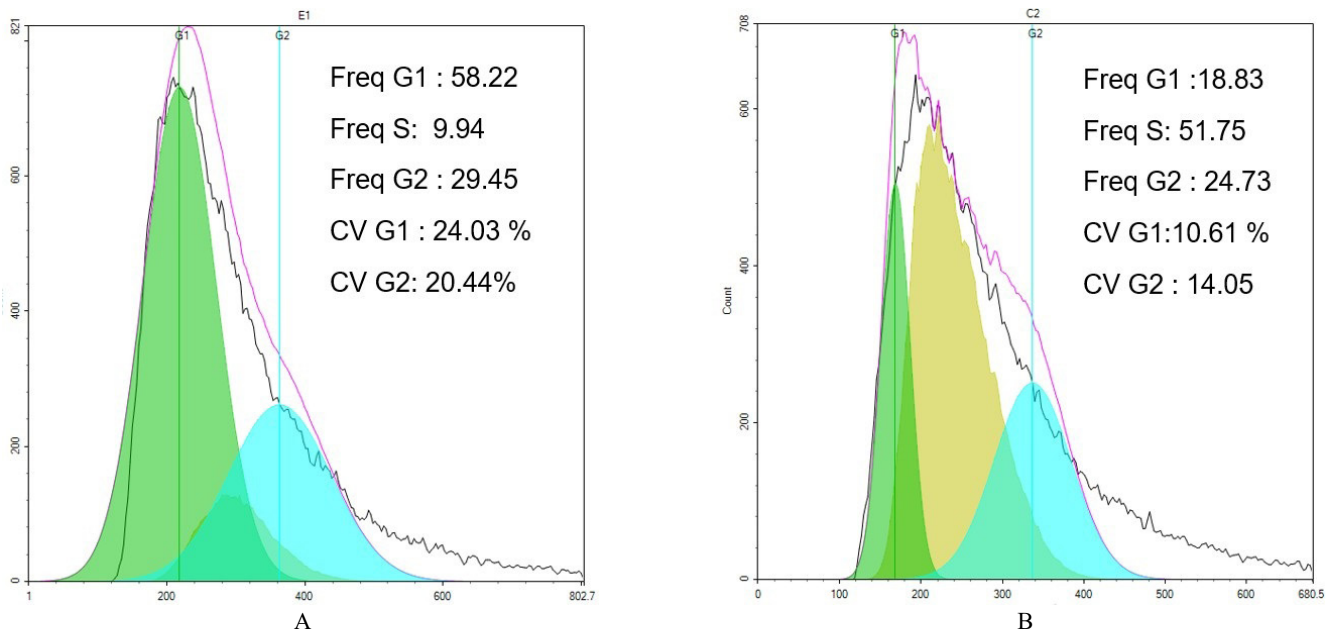 E1
821
G1
G2
Freq G1 : 58.22
Freq S: 9.94
Freq G2 : 29.45
CV G1 : 24.03 %
CV G2: 20.44%
600
400
200
0
1
200
400
600
802.7
A
C2
708
G1
G2
Freq G1 :18.83
Freq S: 51.75
Freq G2 : 24.73
CV G1:10.61 %
CV G2 : 14.05
600
400
Count
200
0
0
100
200
300
400
500
600
680.5
B